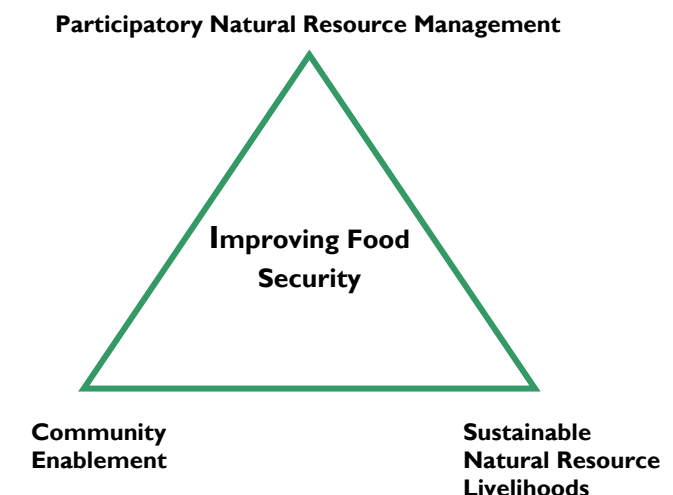 Participatory Natural Resource Management
Improving Food
Security
Community
Enablement
Sustainable
Natural Resource
Livelihoods